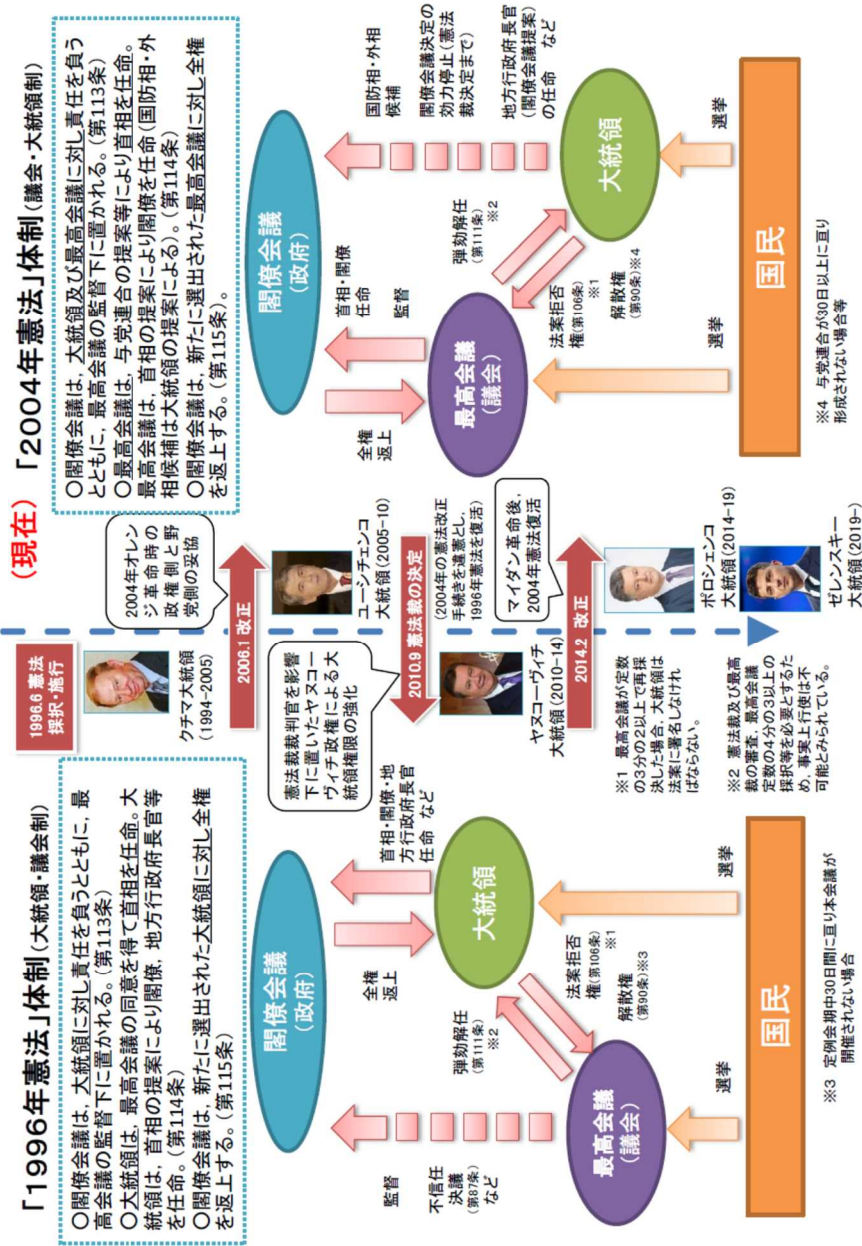 「1996年憲法」体制(大統領・議会制)
〇閣僚会議は，大統領に対し責任を負うとともに，最
高会議の監督下に置かれる。（第113条）
〇大統領は，最高会議の同意を得て首相を任命。大
統領は，首相の提案により閣僚，地方行政府長官等
を任命。（第114条）
〇閣僚会議は，新たに選出された大統領に対し全権
を返上する。（第115条）
閣僚会議
(政府)
監督
不信任
決議
(第87条)
など
全権
返上
首相・閣僚・地
方行政府長官
任命 など
大統領
弾劾解任
(第111条)
※2
法案拒否
権(第106条)
※1
解散権
(第90条)※3
最高会議
(議会)
選挙
選挙
国民
※3 定例会期中30日間に亘り本会議が
開催されない場合
1996.6 憲法
採択・施行
クチマ大統領
(1994-2005)
2004年オレン
ジ革命時の
政権側と野
党側の妥協
2006.1 改正
ユーシチェンコ
大統領(2005-10)
憲法裁裁判官を影響
下に置いたヤヌコー
ヴィチ政権による大
統領権限の強化
2010.9 憲法裁の決定
(2004年の憲法改正
手続きを違憲とし，
1996年憲法を復活)
ヤヌコーヴィチ
大統領(2010-14)
マイダン革命後，
2004年憲法復活
2014.2 改正
ポロシェンコ
大統領(2014-19)
ゼレンスキー
大統領(2019-)
※1 最高会議が定数
の3分の2以上で再採
決した場合，大統領は
法案に署名しなけれ
ばならない。
※2 憲法裁及び最高
裁の審査，最高会議
定数の4分の3以上の
採択等を必要とするた
め，事実上行使は不
可能とみられている。
(現在)
「2004年憲法」体制(議会・大統領制)
〇閣僚会議は，大統領及び最高会議に対し責任を負う
とともに，最高会議の監督下に置かれる。（第113条）
〇最高会議は，与党連合の提案等により首相を任命。
最高会議は，首相の提案により閣僚を任命（国防相・外
相候補は大統領の提案による）。（第114条）
〇閣僚会議は，新たに選出された最高会議に対し全権
を返上する。（第115条）。
閣僚会議
(政府)
全権
返上
首相・閣僚
任命
監督
国防相・外相
候補
閣僚会議決定の
効力停止(憲法
裁決定まで)
地方行政府長官
(閣僚会議提案)
の任命 など
最高会議
(議会)
弾劾解任
(第111条)
※2
法案拒否
権(第106条)
※1
解散権
(第90条)※4
大統領
選挙
選挙
国民
※4 与党連合が30日以上に亘り
形成されない場合等